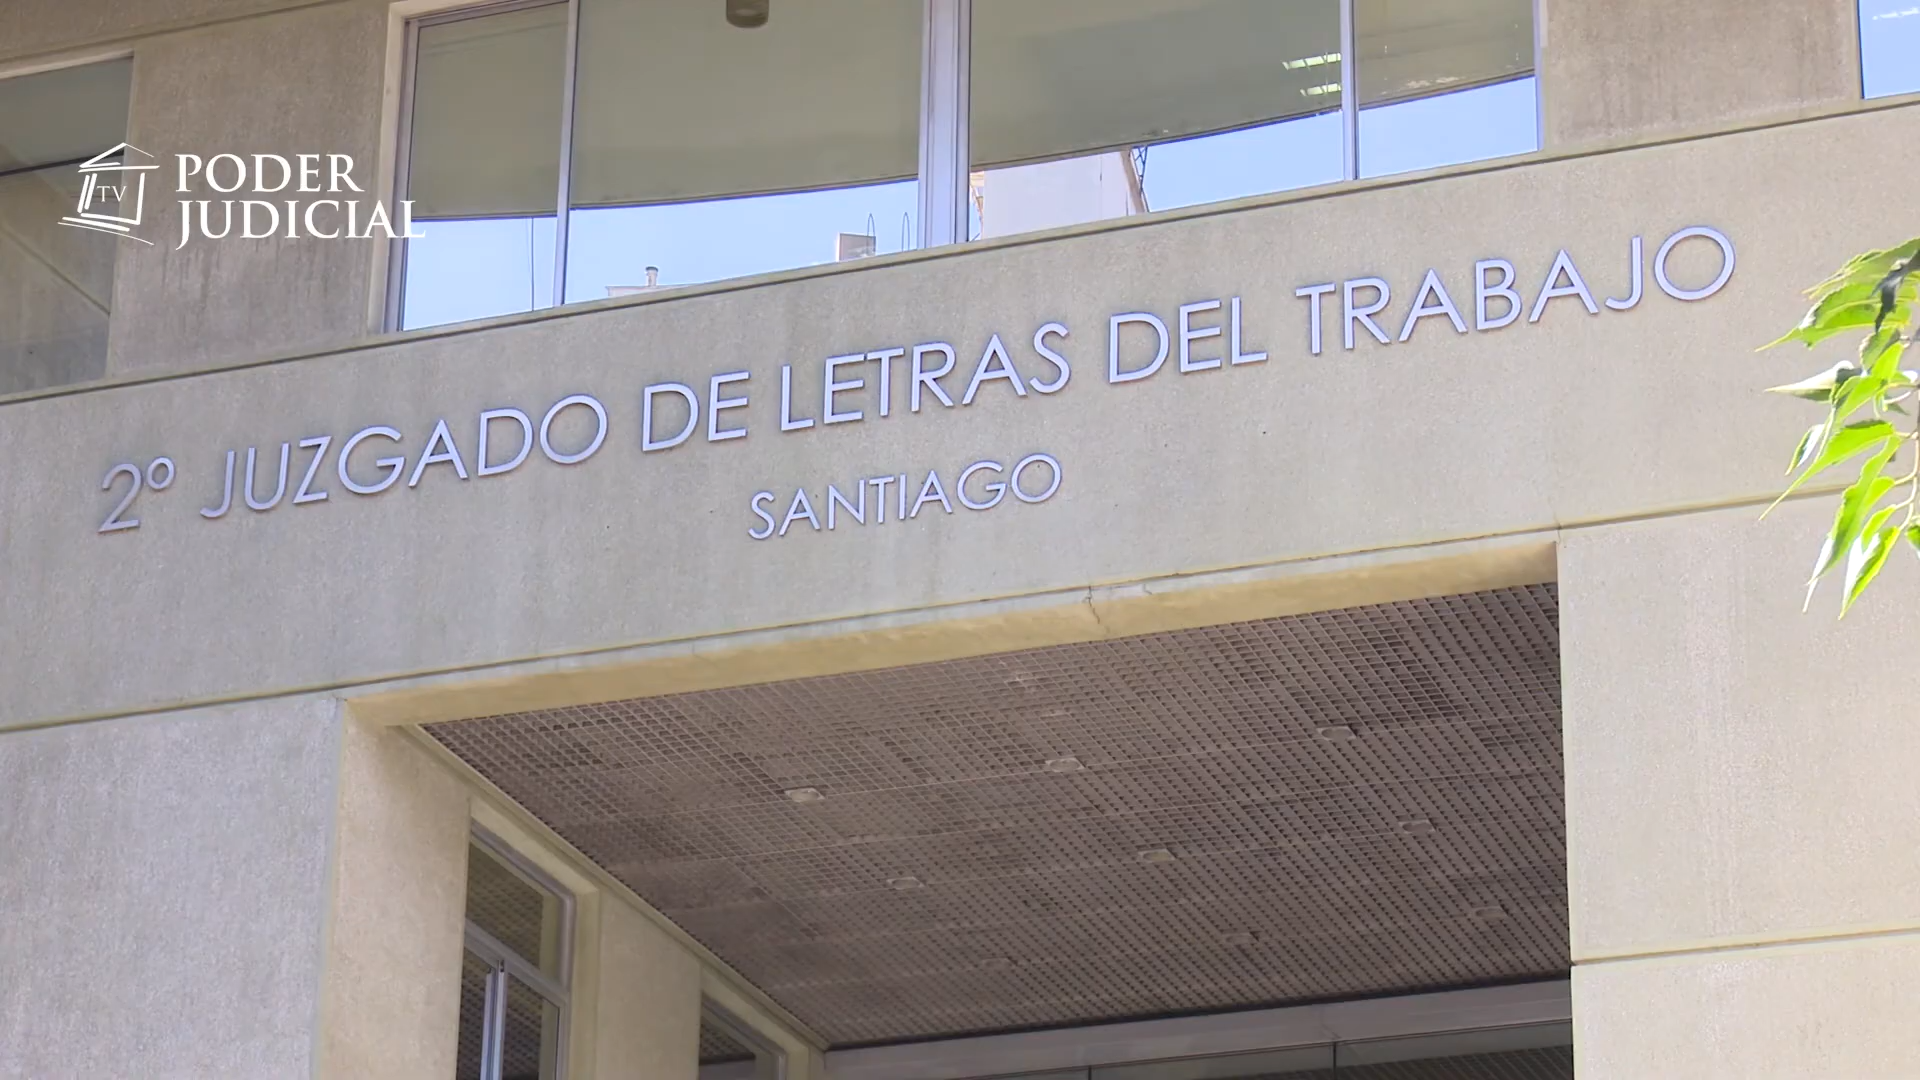 TV
PODER
JUDICIAL
2º JUZGADO DE LETRAS DEL TRABAJO
SANTIAGO